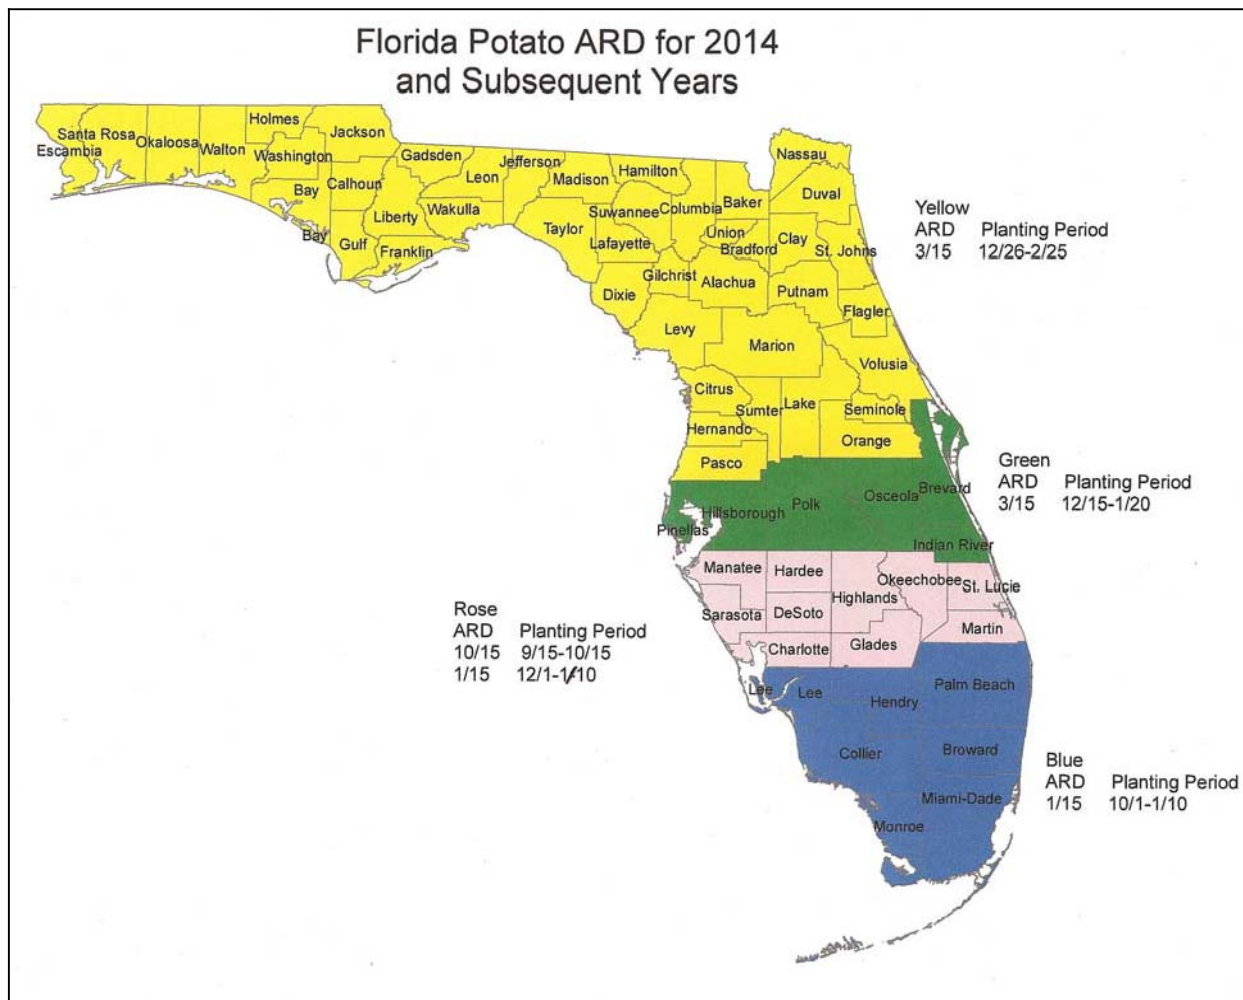 Florida Potato ARD for 2014
and Subsequent Years
Holmes
Jackson
Santa Rosa
Okaloosa
Walton
Escambia
Washington
Gadsden
Jefferson
Nassau
Hamilton
Leon
Madison
Bay
Calhoun
Duval
Baker
Liberty
Wakulla
Suwannee
Columbia
Taylor
Union
Bay
Gulf
Franklin
Lafayette
Bradford
Clay
St. Johns
Gilchrist
Alachua
Dixie
Putnam
Flagler
Levy
Marion
Volusia
Citrus
Sumter
Lake
Seminole
Hernando
Orange
Pasco
Yellow
ARD Planting Period
3/15 12/26-2/25
Hillsborough
Polk
Osceola
Brevard
Pinellas
Indian River
Green
ARD Planting Period
3/15 12/15-1/20
Manatee
Hardee
Okeechobee
St. Lucie
Highlands
Sarasota
DeSoto
Martin
Charlotte
Glades
Rose
ARD Planting Period
10/15 9/15-10/15
1/15 12/1-1/10
Lee
Lee
Hendry
Palm Beach
Collier
Broward
Miami-Dade
Monroe
Blue
ARD Planting Period
1/15 10/1-1/10